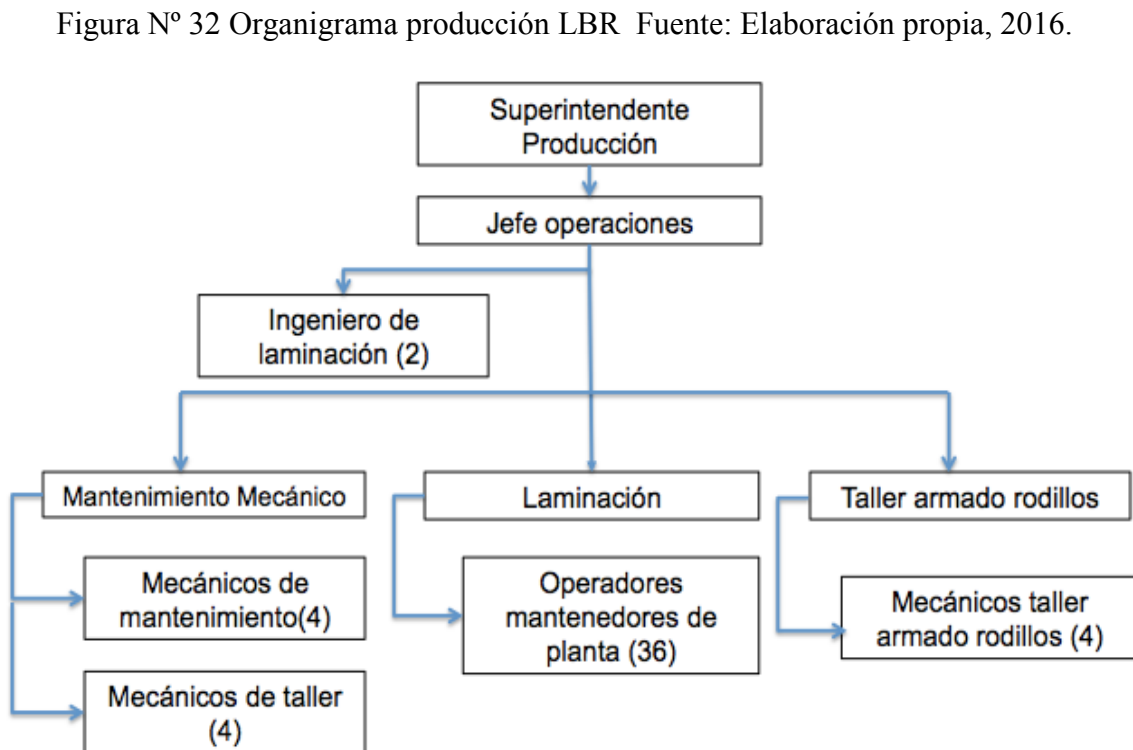 Figura Nº 32 Organigrama producción LBR  Fuente: Elaboración propia, 2016.
Superintendente
Producción
Jefe operaciones
Ingeniero de
laminación (2)
Mantenimiento Mecánico
Laminación
Taller armado rodillos
Mecánicos de
mantenimiento(4)
Operadores
mantenedores de
planta (36)
Mecánicos taller
armado rodillos (4)
Mecánicos de taller
(4)